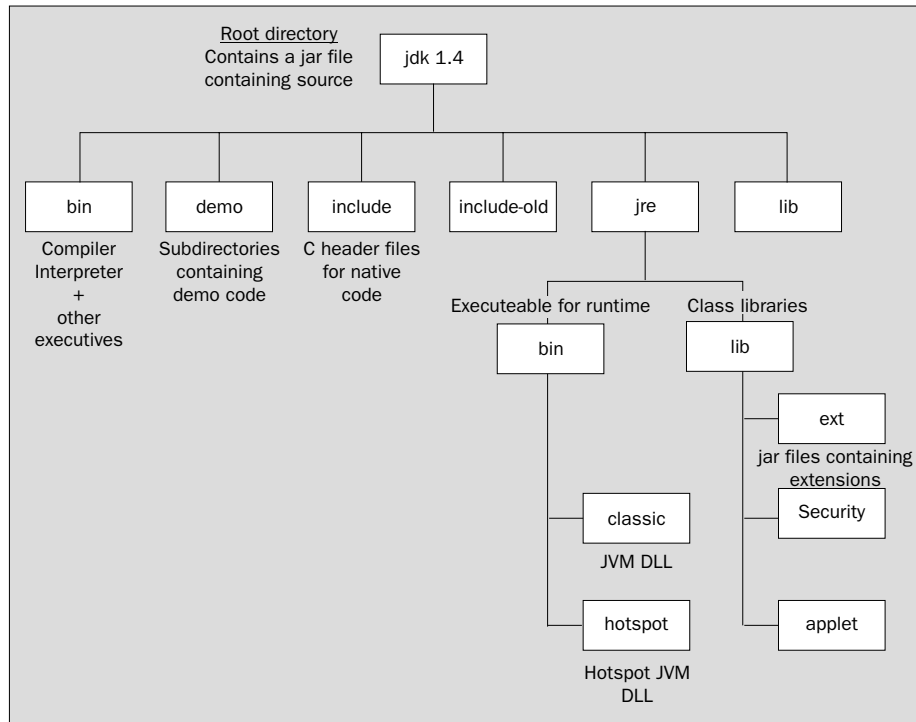 Root directory
Contains a jar file
containing source
jdk 1.4
bin
demo
include
include-old
jre
lib
Compiler
Interpreter
+
other
executives
Subdirectories
containing
demo code
C header files
for native
code
Executeable for runtime
Class libraries
bin
lib
ext
jar files containing
extensions
classic
Security
JVM DLL
hotspot
applet
Hotspot JVM
DLL